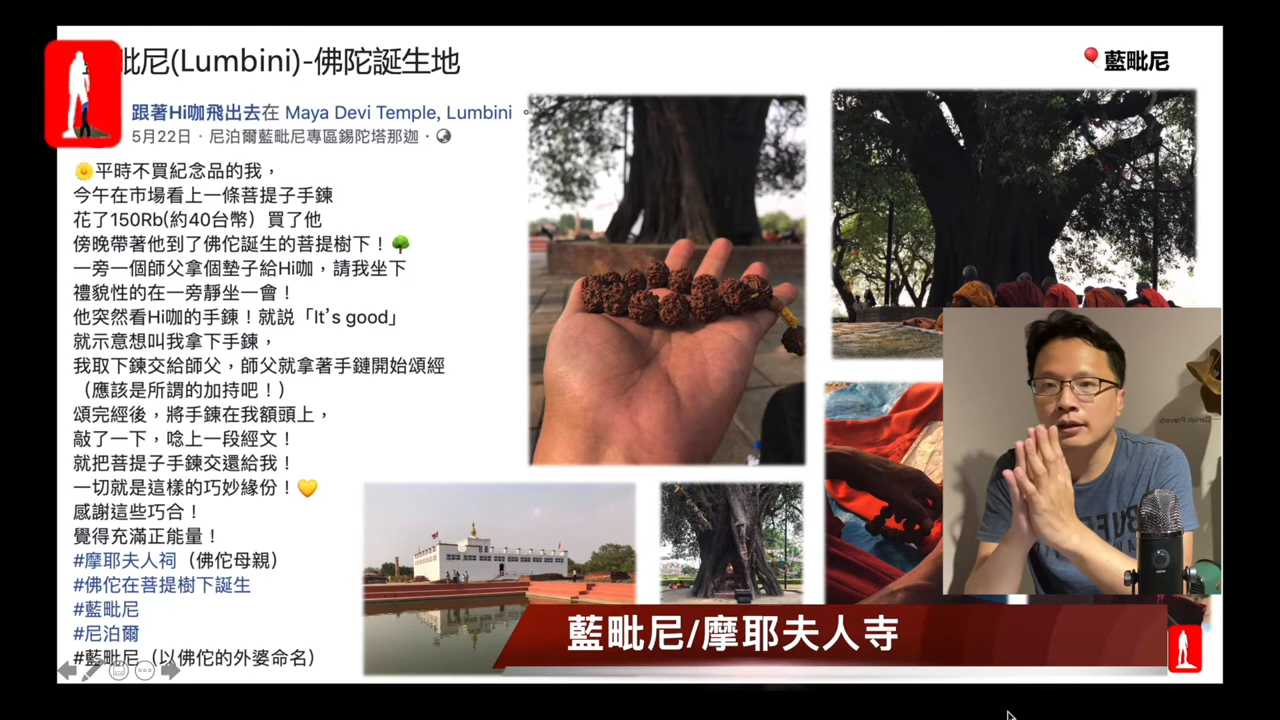 毗尼(Lumbini)-佛陀誕生地
📍藍毗尼
跟著Hi咖飛出去在 Maya Devi Temple, Lumbini。
5月22日 · 尼泊爾藍毗尼專區錫陀塔那迦 ·
🌼平時不買紀念品的我，
今午在市場看上一條菩提子手鍊
花了150Rb(約40台幣）買了他
傍晚帶著他到了佛佗誕生的菩提樹下！🌳
一旁一個師父拿個墊子給Hi咖，請我坐下
禮貌性的在一旁靜坐一會！
他突然看Hi咖的手鍊！就說「It's good」
就示意想叫我拿下手鍊，
我取下鍊交給師父，師父就拿著手鏈開始頌經
（應該是所謂的加持吧！）
頌完經後，將手鍊在我額頭上，
敲了一下，唸上一段經文！
就把菩提子手鍊交還給我！
一切就是這樣的巧妙緣份！💛
感謝這些巧合！
覺得充滿正能量！
#摩耶夫人祠（佛佗母親）
#佛佗在菩提樹下誕生
#藍毗尼
#尼泊爾
#藍毗尼（以佛佗的外婆命名）
Danish Proverb
藍毗尼/摩耶夫人寺